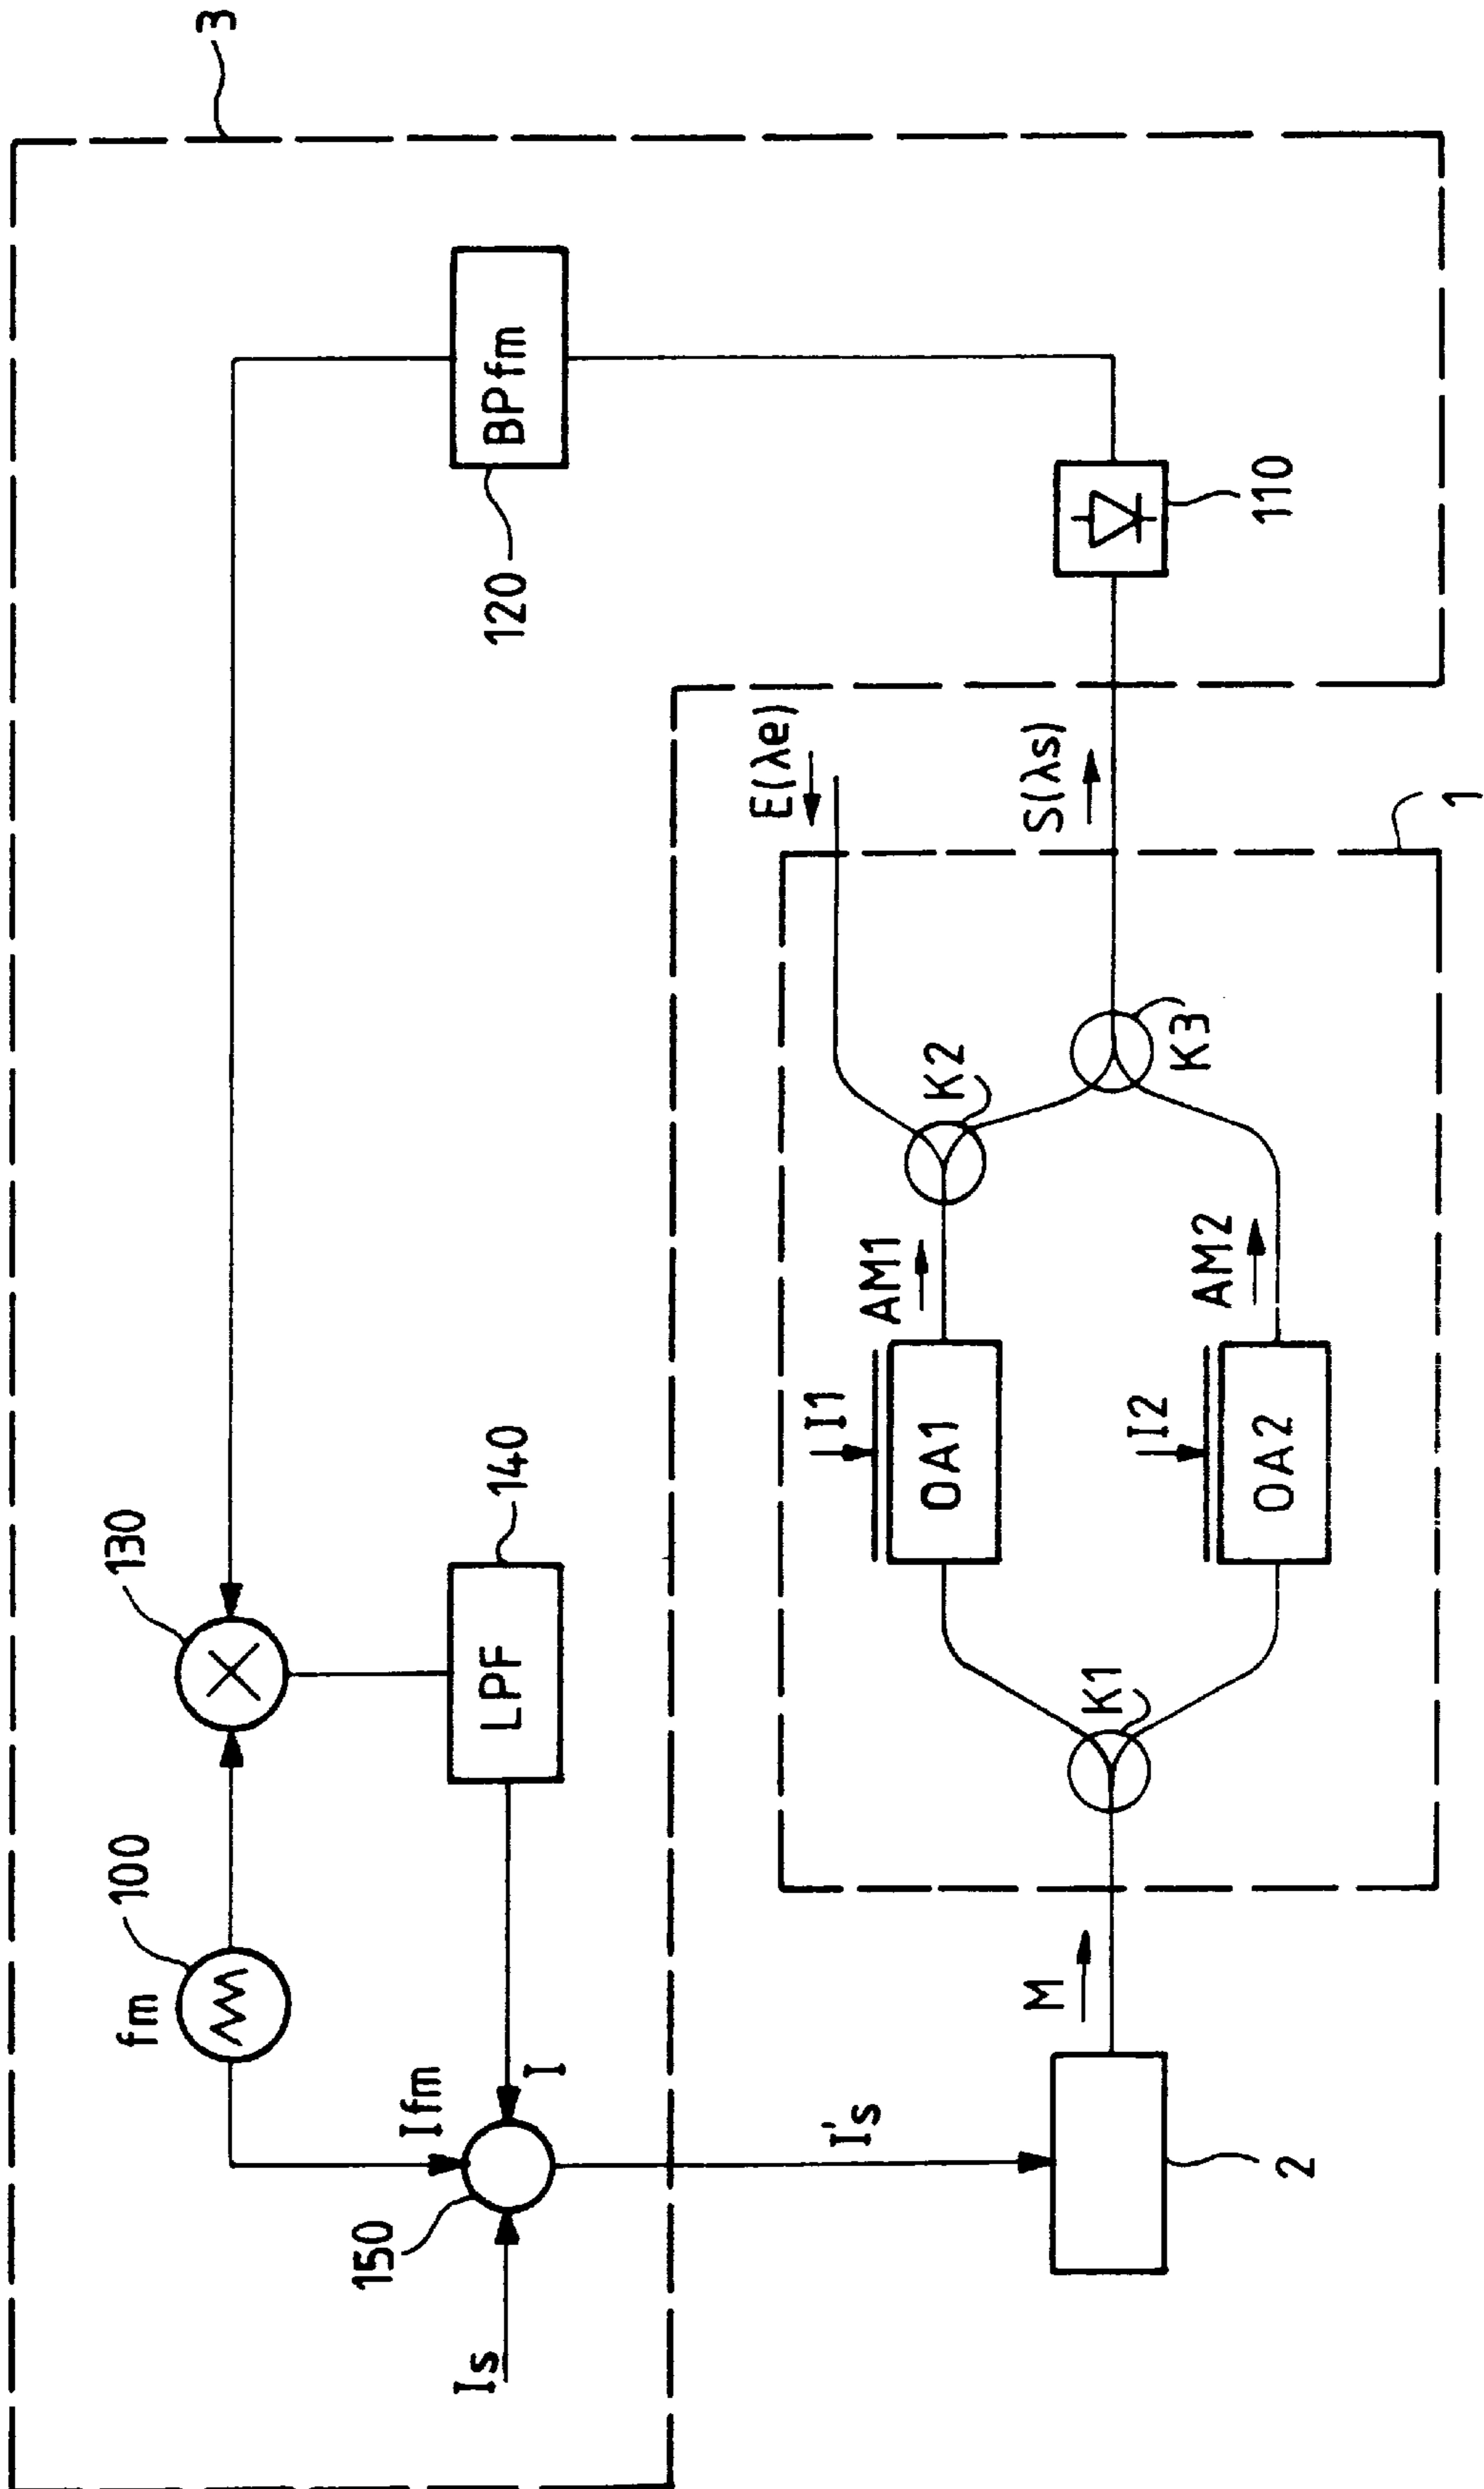 3
BPfm
120
110
130
140
LPF
100
fm
Ifm
I
150
Is
I's
2
M
E(λe)
S(λs)
1
K2
K3
AM1
AM2
I1
OA1
I2
OA2
K1